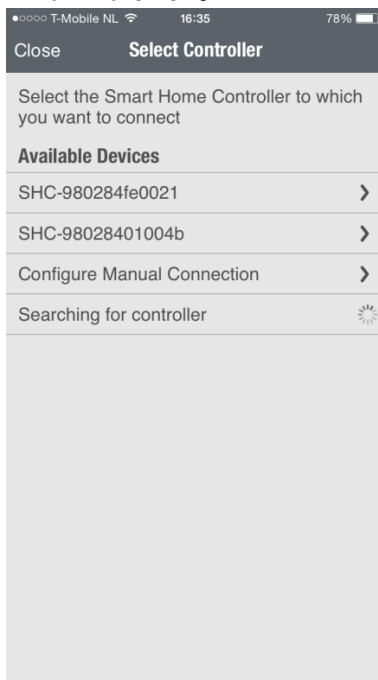 T-Mobile NL 16:35 78%
Close Select Controller
Select the Smart Home Controller to which
you want to connect
Available Devices
SHC-980284fe0021
SHC-98028401004b
Configure Manual Connection
Searching for controller